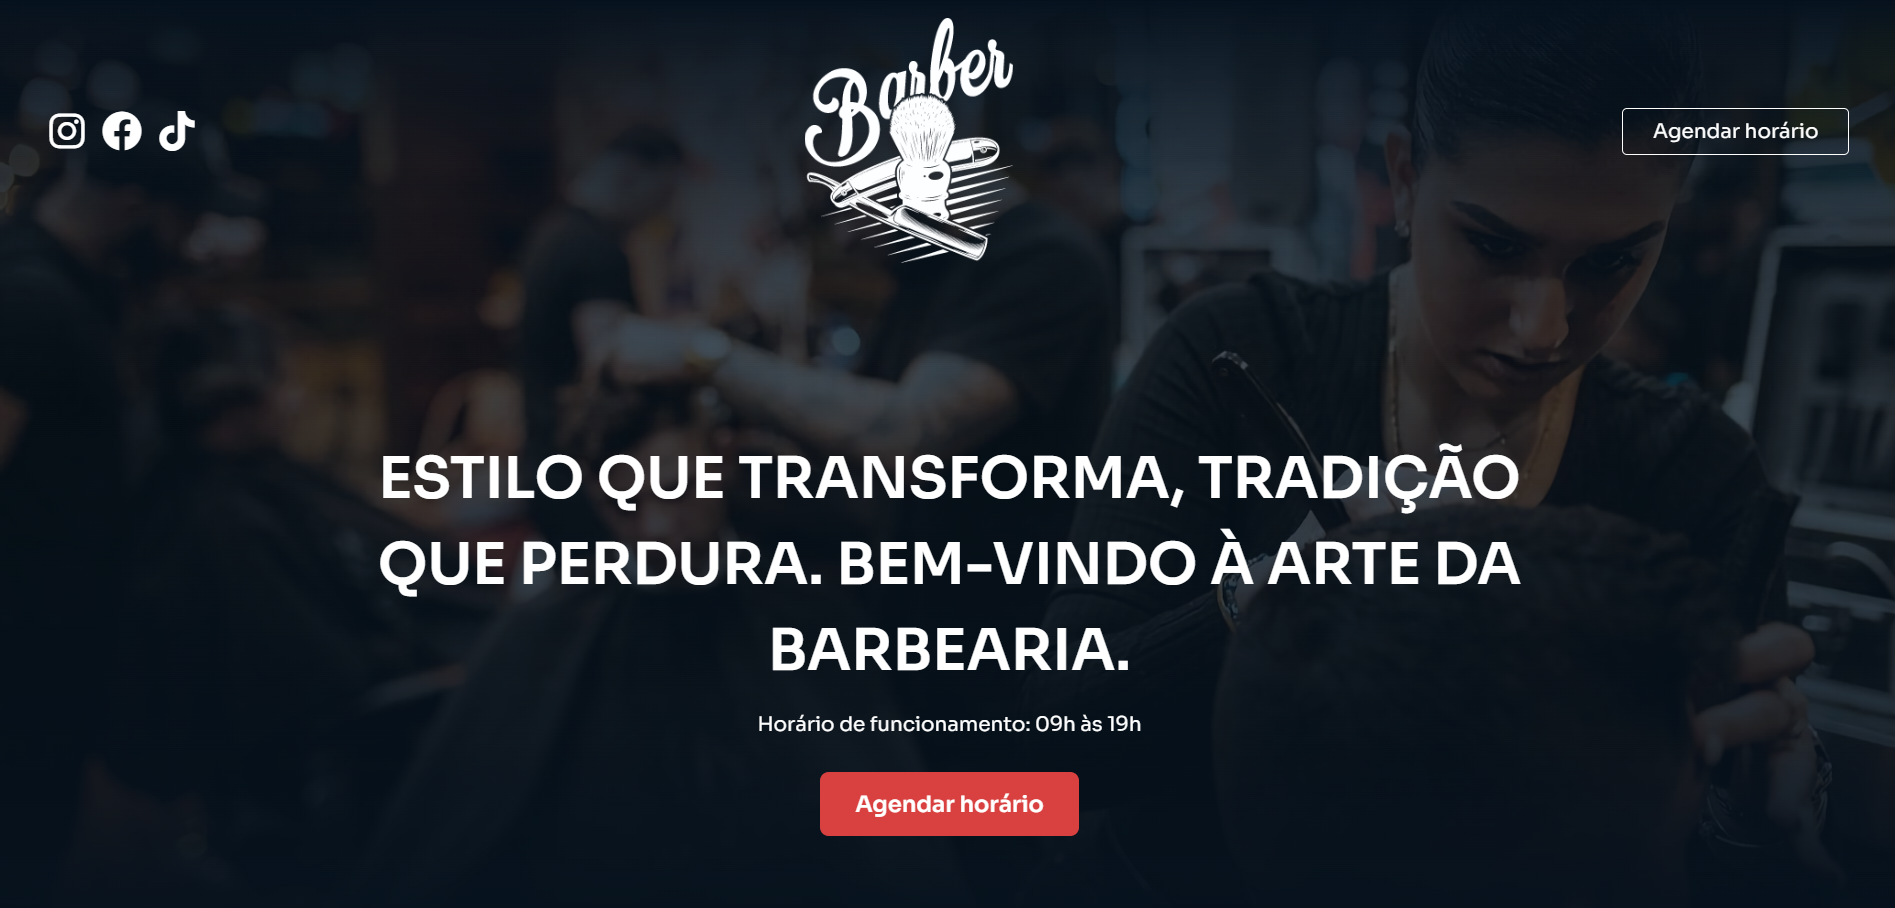 Barber
Agendar horário
ESTILO QUE TRANSFORMA, TRADIÇÃO
QUE PERDURA. BEM-VINDO À ARTE DA
BARBEARIA.
Horário de funcionamento: 09h às 19h
Agendar horário